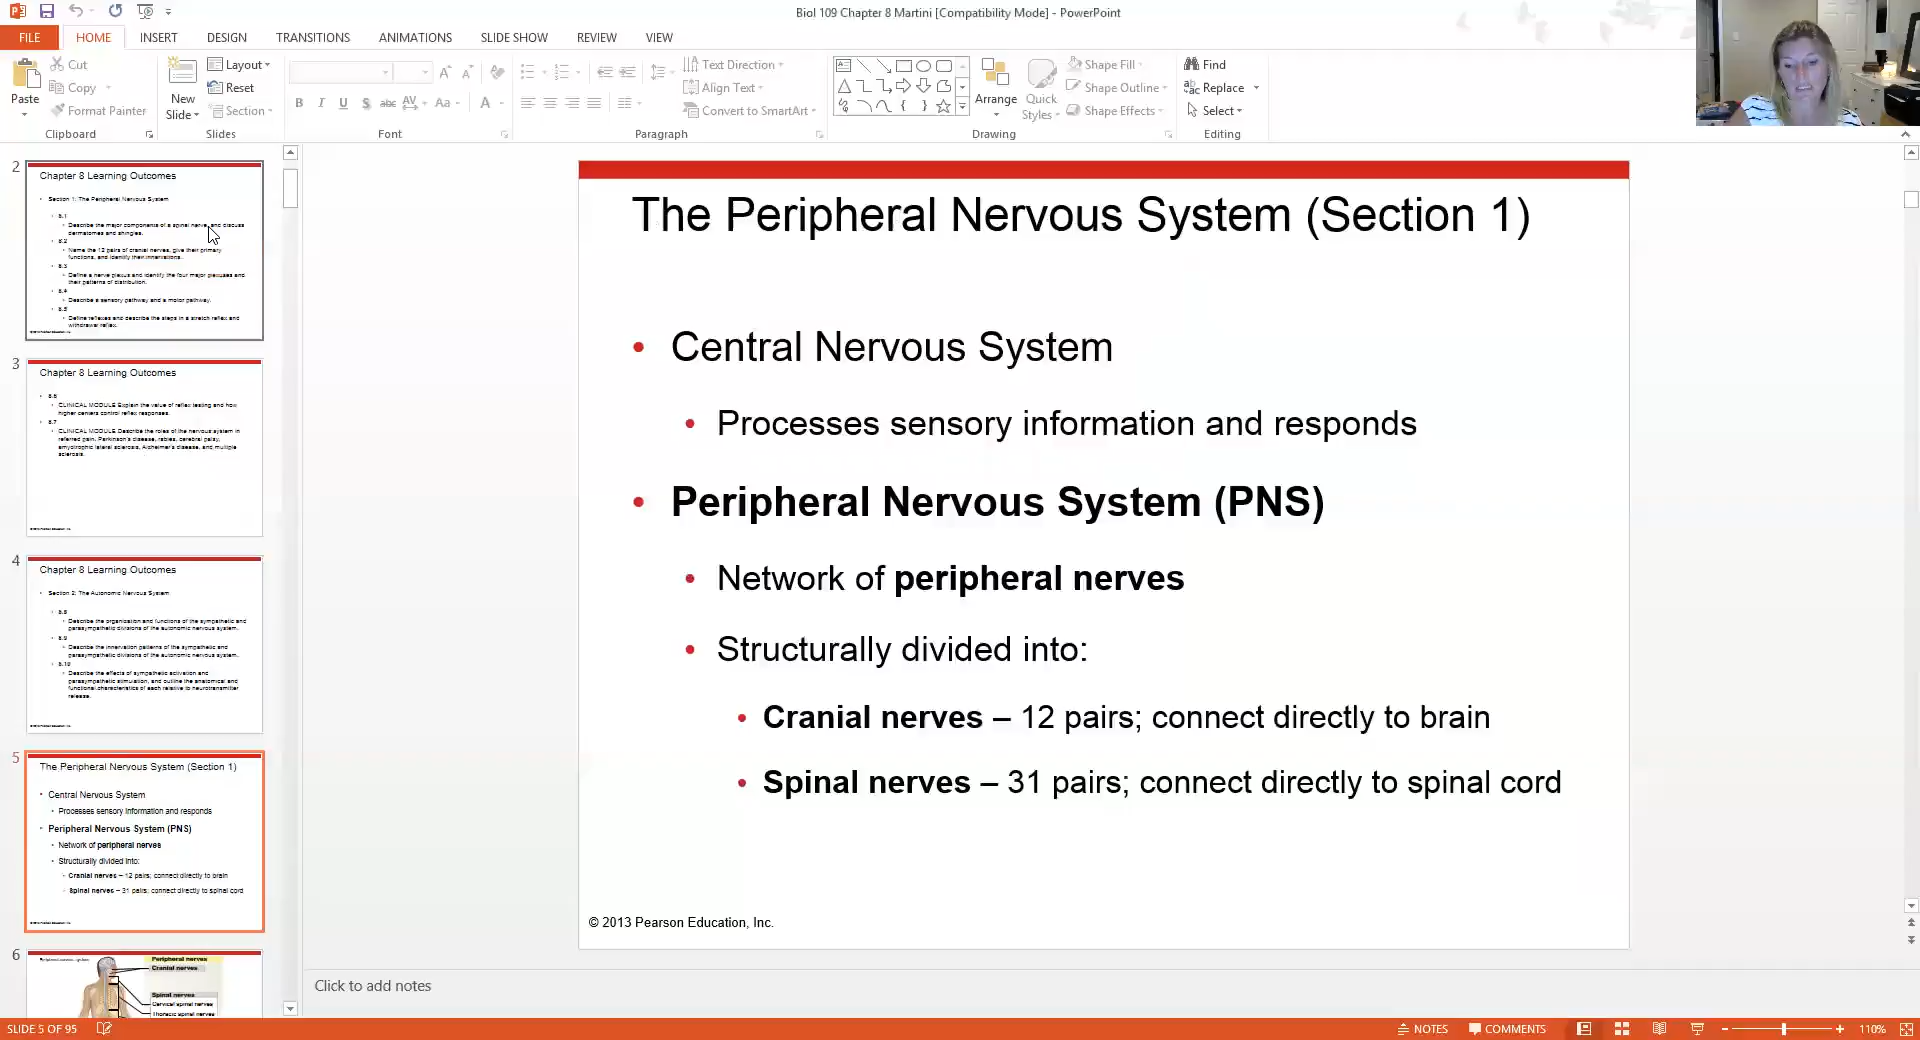 Biol 109 Chapter 8 Martini [Compatibility Mode] - PowerPoint
FILE
HOME
INSERT
DESIGN
TRANSITIONS
ANIMATIONS
SLIDE SHOW
REVIEW
VIEW
Paste
Cut
Copy
Format Painter
Clipboard
New
Slide
Layout
Reset
Section
Slides
Font
Text Direction
Align Text
Convert to SmartArt
Paragraph
Arrange
Quick
Styles
Shape Fill
Shape Outline
Shape Effects
Drawing
Find
Replace
Select
Editing
2
Chapter 8 Learning Outcomes
Section 1: The Peripheral Nervous System
8.1
Describe the major components of a spinal nerve, and discuss
dermatomes and shingles.
8.2
Name the 12 pairs of cranial nerves, give their primary
functions, and identify their innervations.
8.3
Define a nerve plexus and identify the four major plexuses and
their patterns of distribution.
8.4
Describe a sensory pathway and a motor pathway.
8.5
Define reflexes and describe the steps in a stretch reflex and
withdrawal reflex.
3
Chapter 8 Learning Outcomes
8.6
CLINICAL MODULE Explain the value of reflex testing and how
higher centers control reflex responses.
8.7
CLINICAL MODULE Describe the roles of the nervous system in
referred pain, Parkinson's disease, rabies, cerebral palsy,
amyotrophic lateral sclerosis, Alzheimer's disease, and multiple
sclerosis.
4
Chapter 8 Learning Outcomes
Section 2: The Autonomic Nervous System
8.8
Describe the organization and functions of the sympathetic and
parasympathetic divisions of the autonomic nervous system.
8.9
Describe the innervation patterns of the sympathetic and
parasympathetic divisions of the autonomic nervous system.
8.10
Describe the effects of sympathetic activation and
parasympathetic stimulation, and outline the anatomical and
functional characteristics of each relative to neurotransmitter
release.
5
The Peripheral Nervous System (Section 1)
Central Nervous System
Processes sensory information and responds
Peripheral Nervous System (PNS)
Network of peripheral nerves
Structurally divided into:
Cranial nerves – 12 pairs; connect directly to brain
Spinal nerves – 31 pairs; connect directly to spinal cord
6
Peripheral nerves
Cranial nerves
Spinal nerves
Cervical spinal nerves
Thoracic spinal nerves
The Peripheral Nervous System (Section 1)
• Central Nervous System
• Processes sensory information and responds
• Peripheral Nervous System (PNS)
• Network of peripheral nerves
• Structurally divided into:
• Cranial nerves – 12 pairs; connect directly to brain
• Spinal nerves – 31 pairs; connect directly to spinal cord
© 2013 Pearson Education, Inc.
Click to add notes
SLIDE 5 OF 95
NOTES
COMMENTS
110%